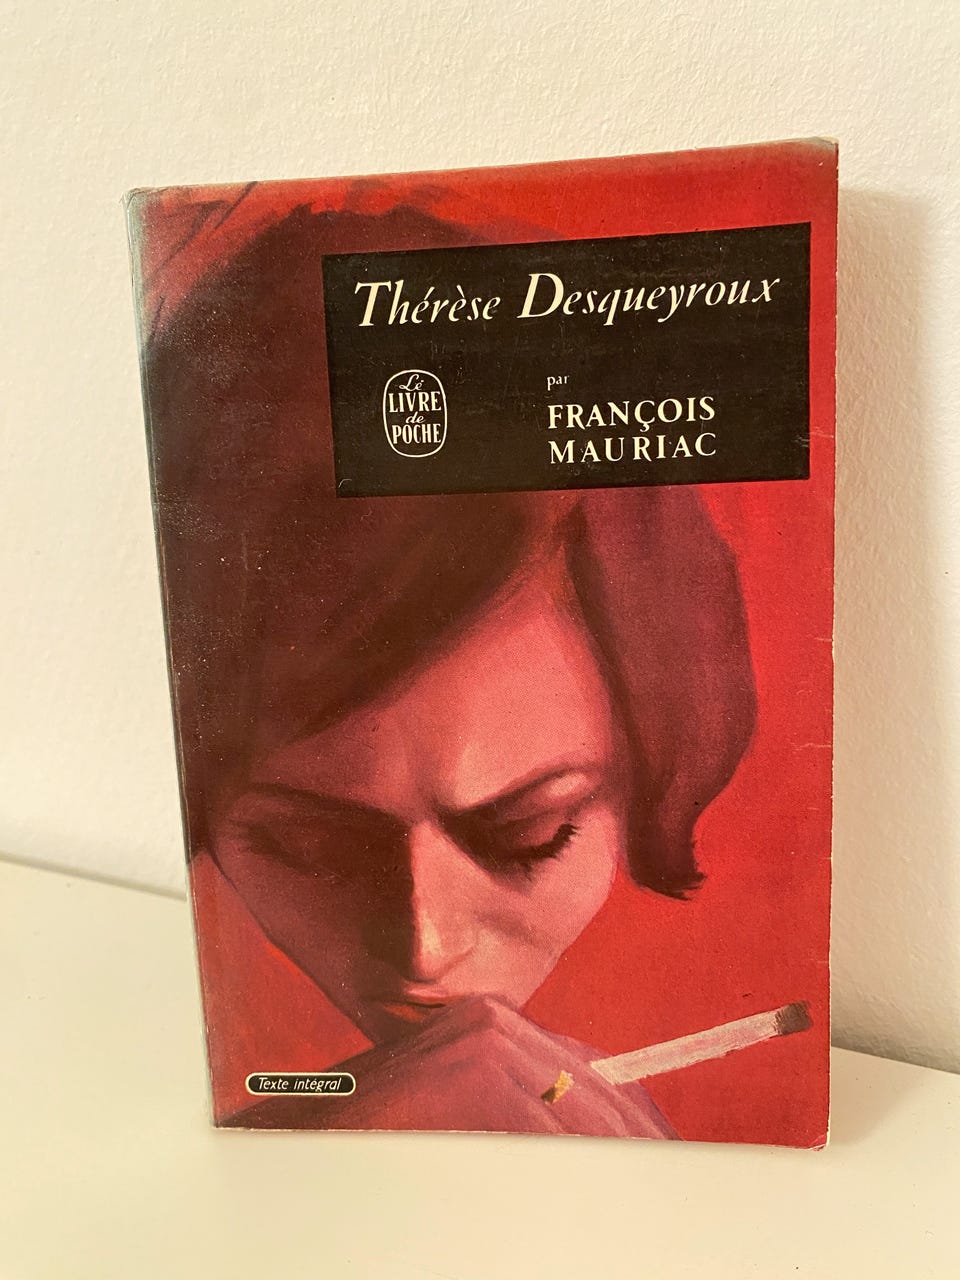 Thérèse Desqueyroux
Le
LIVRE
de
POCHE
par
FRANÇOIS
MAURIAC
Texte intégral